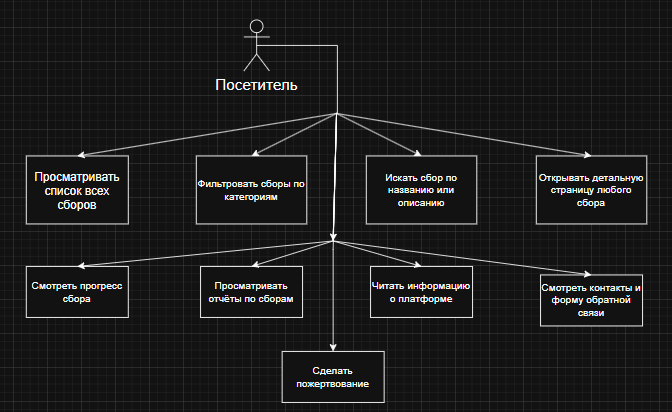 Посетитель
Просматривать
список всех
сборов
Фильтровать сборы по
категориям
Искать сбор по
названию или
описанию
Открывать детальную
страницу любого
сбора
Смотреть прогресс
сбора
Просматривать
отчёты по сборам
Читать информацию
о платформе
Смотреть контакты и
форму обратной
связи
Сделать
пожертвование